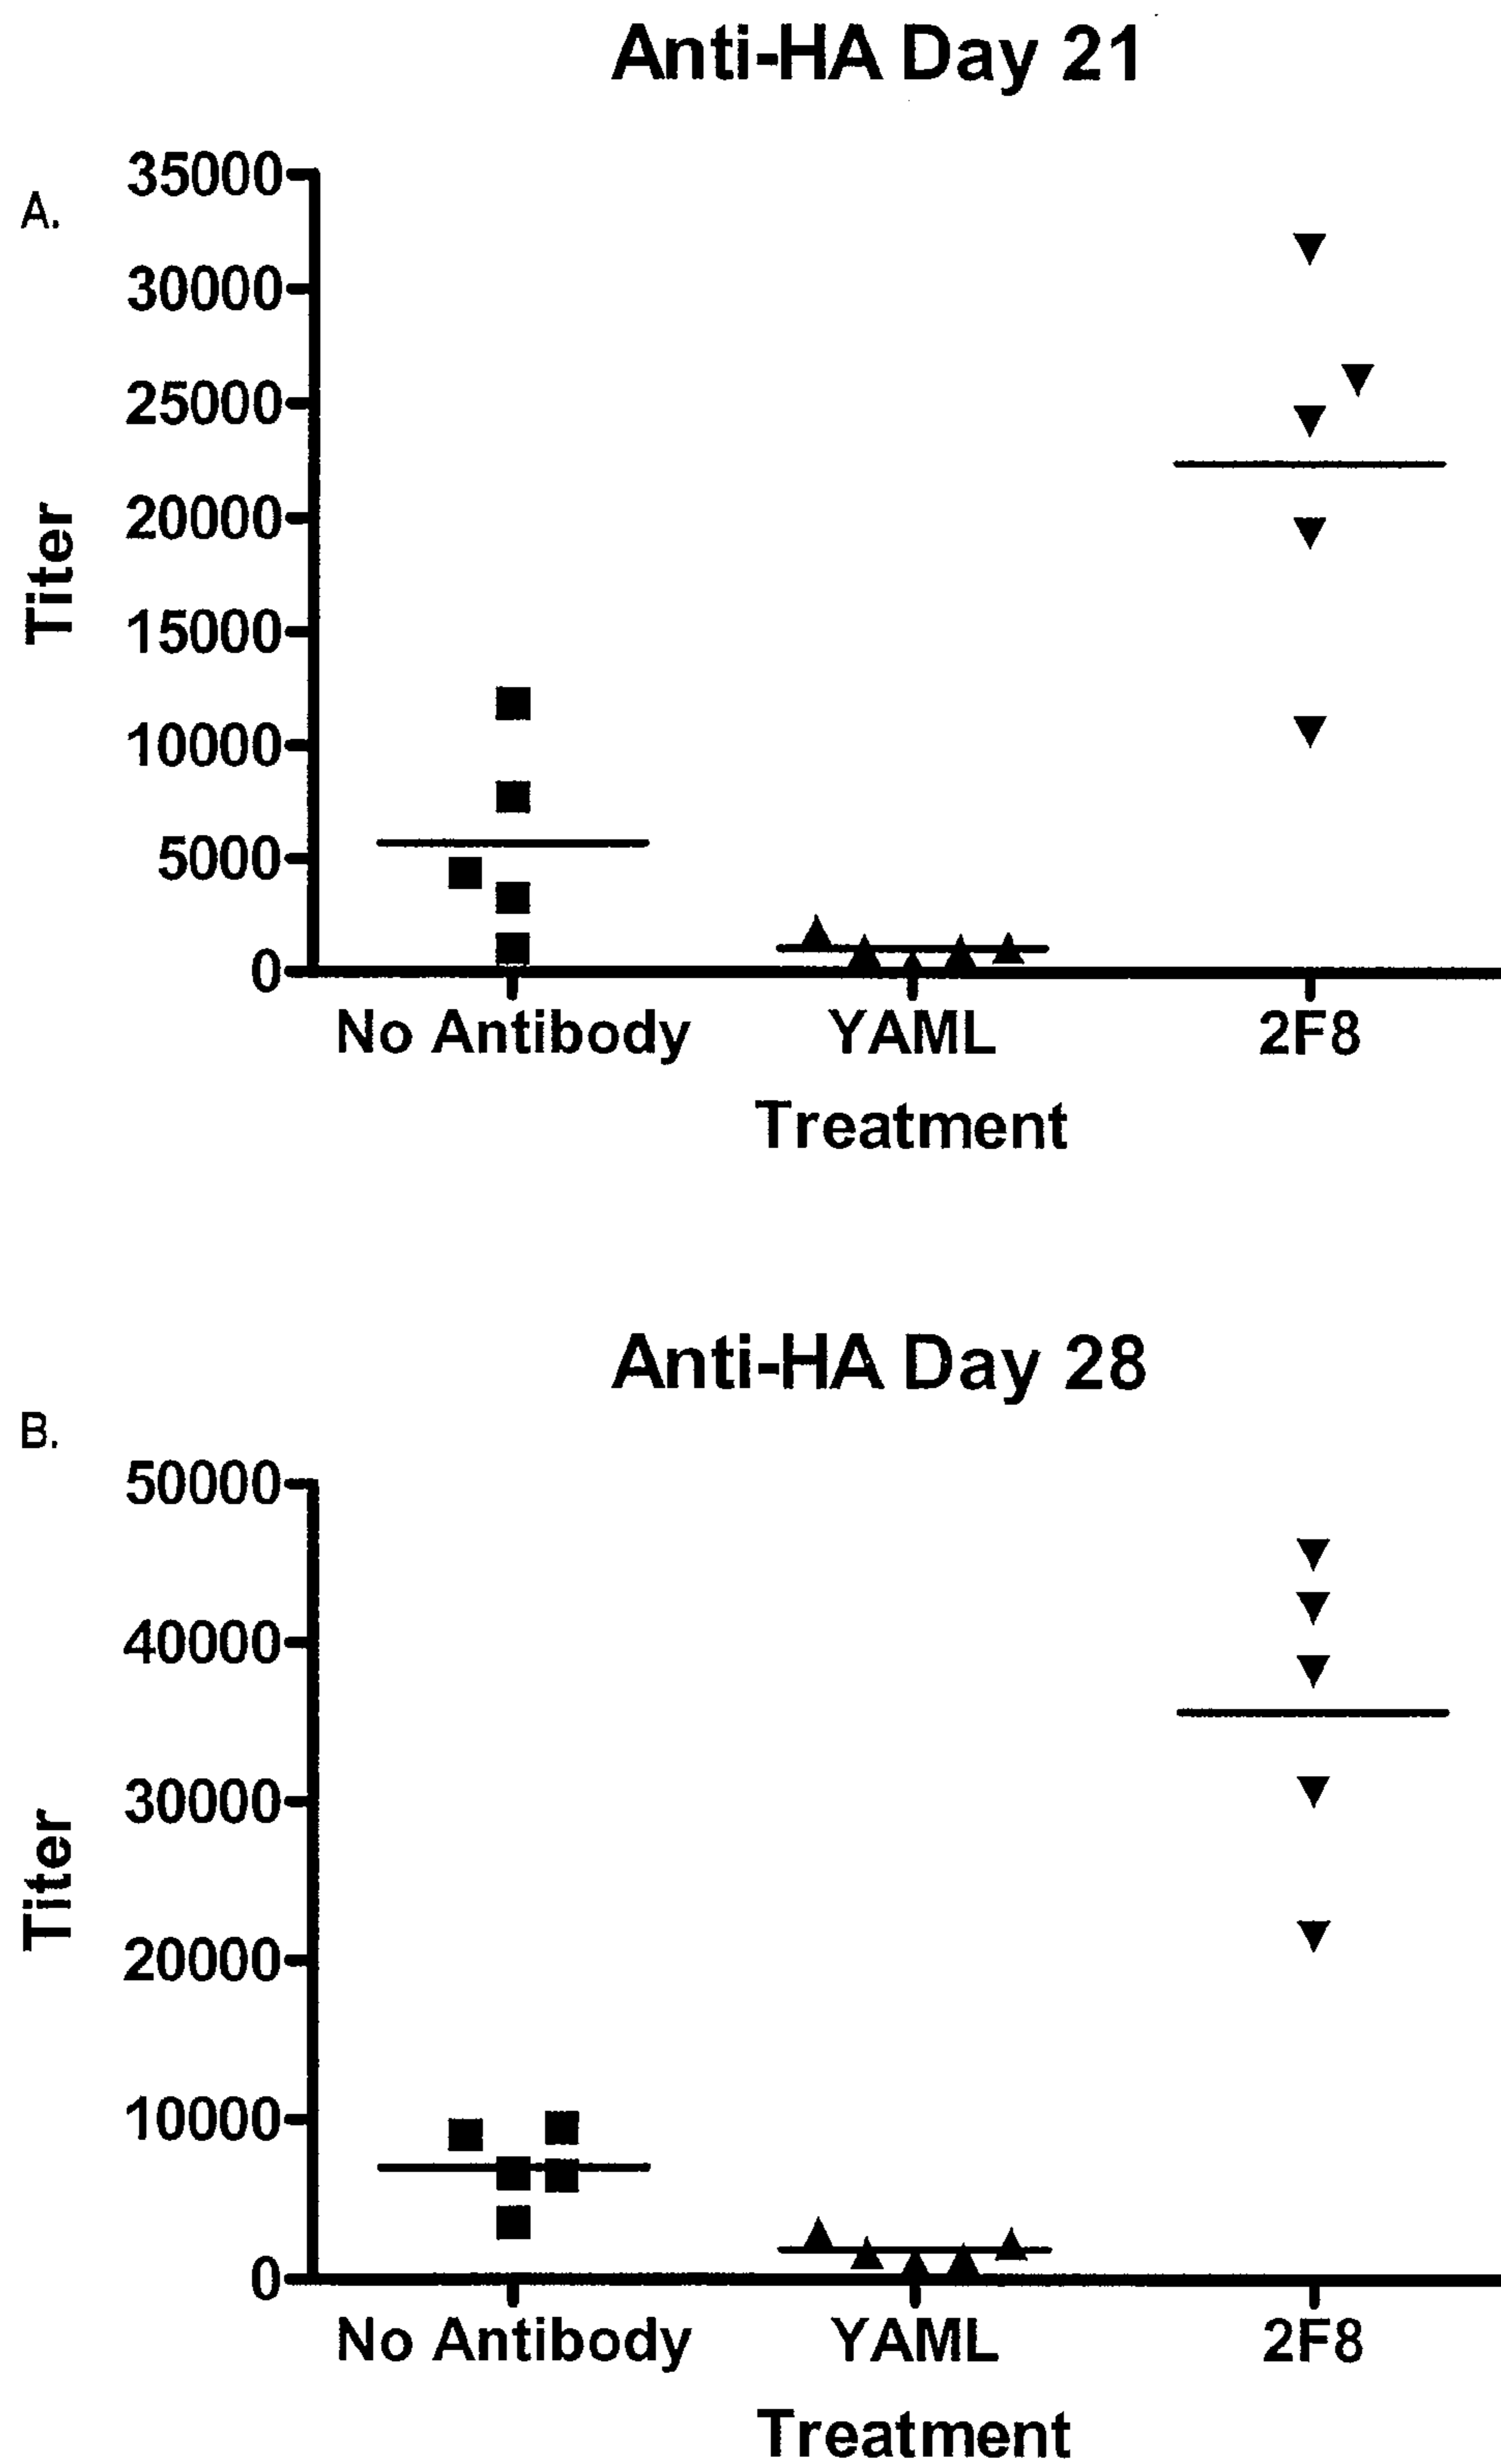 Anti-HA Day 21
A.
35000
30000
25000
20000
15000
10000
5000
0
Titer
No Antibody YAML 2F8
Treatment
Anti-HA Day 28
B.
50000
40000
30000
20000
10000
0
Titer
No Antibody YAML 2F8
Treatment